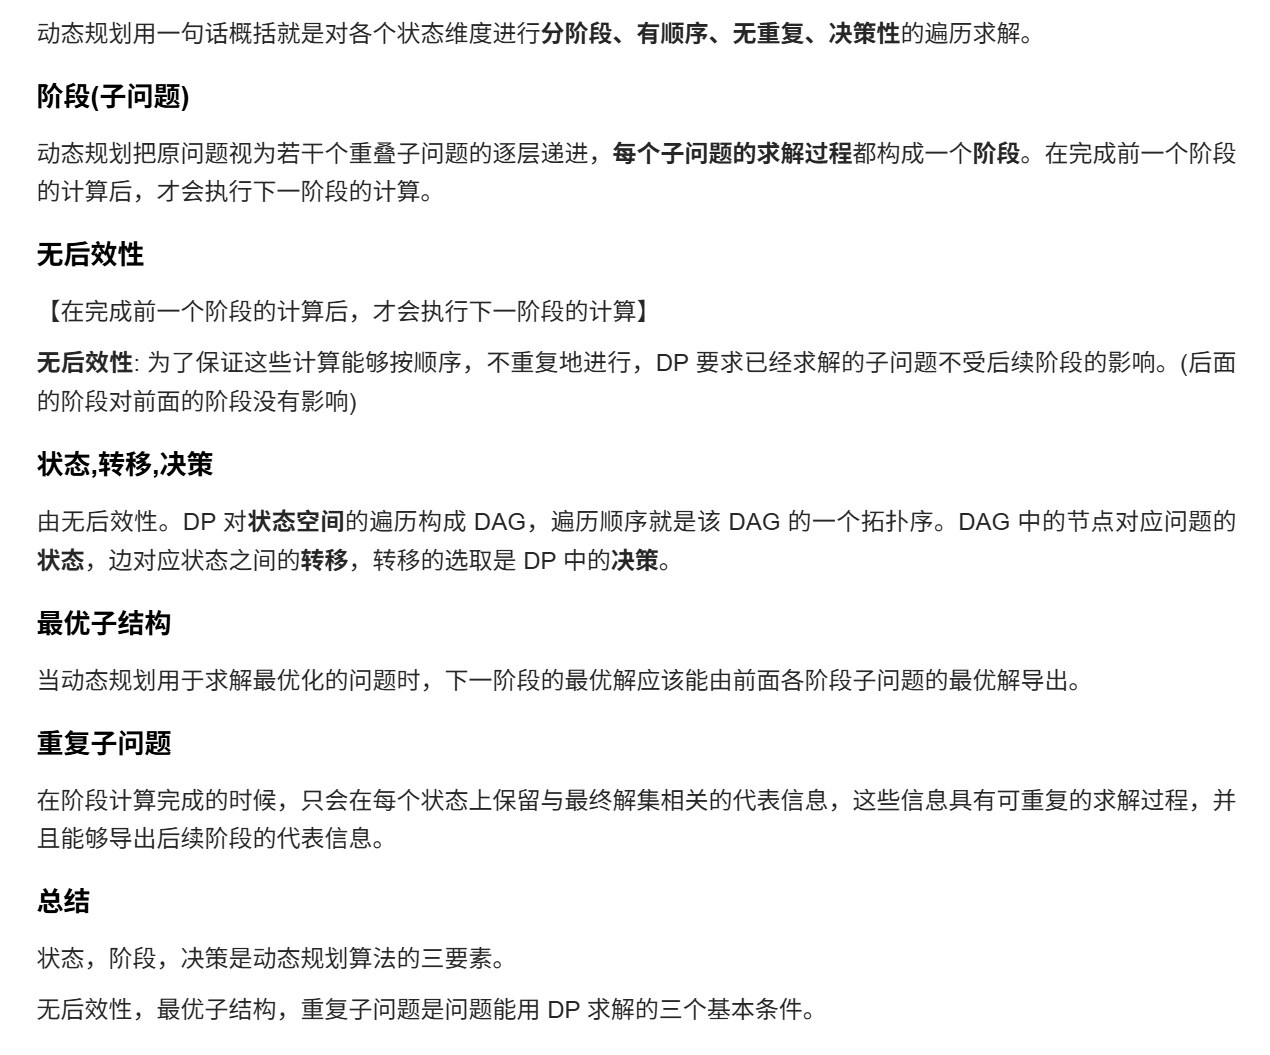 动态规划用一句话概括就是对各个状态维度进行分阶段、有顺序、无重复、决策性的遍历求解。
阶段(子问题)
动态规划把原问题视为若干个重叠子问题的逐层递进，每个子问题的求解过程都构成一个阶段。在完成前一个阶段
的计算后，才会执行下一阶段的计算。
无后效性
【在完成前一个阶段的计算后，才会执行下一阶段的计算】
无后效性: 为了保证这些计算能够按顺序，不重复地进行，DP 要求已经求解的子问题不受后续阶段的影响。(后面
的阶段对前面的阶段没有影响)
状态,转移,决策
由无后效性。DP 对状态空间的遍历构成 DAG，遍历顺序就是该 DAG 的一个拓扑序。DAG 中的节点对应问题的
状态，边对应状态之间的转移，转移的选取是 DP 中的决策。
最优子结构
当动态规划用于求解最优化的问题时，下一阶段的最优解应该能由前面各阶段子问题的最优解导出。
重复子问题
在阶段计算完成的时候，只会在每个状态上保留与最终解集相关的代表信息，这些信息具有可重复的求解过程，并
且能够导出后续阶段的代表信息。
总结
状态，阶段，决策是动态规划算法的三要素。
无后效性，最优子结构，重复子问题是问题能用 DP 求解的三个基本条件。